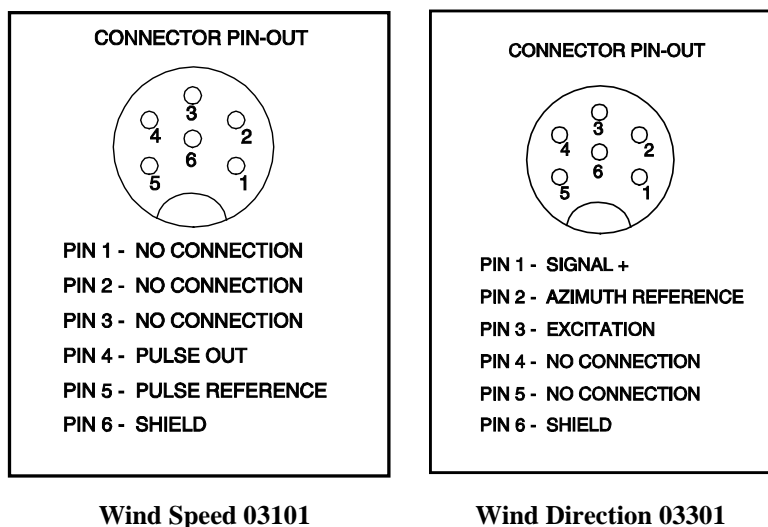 CONNECTOR PIN-OUT
3
4
2
6
5
1
PIN 1 - NO CONNECTION
PIN 2 - NO CONNECTION
PIN 3 - NO CONNECTION
PIN 4 - PULSE OUT
PIN 5 - PULSE REFERENCE
PIN 6 - SHIELD
Wind Speed 03101
CONNECTOR PIN-OUT
3
4
2
6
5
1
PIN 1 - SIGNAL +
PIN 2 - AZIMUTH REFERENCE
PIN 3 - EXCITATION
PIN 4 - NO CONNECTION
PIN 5 - NO CONNECTION
PIN 6 - SHIELD
Wind Direction 03301